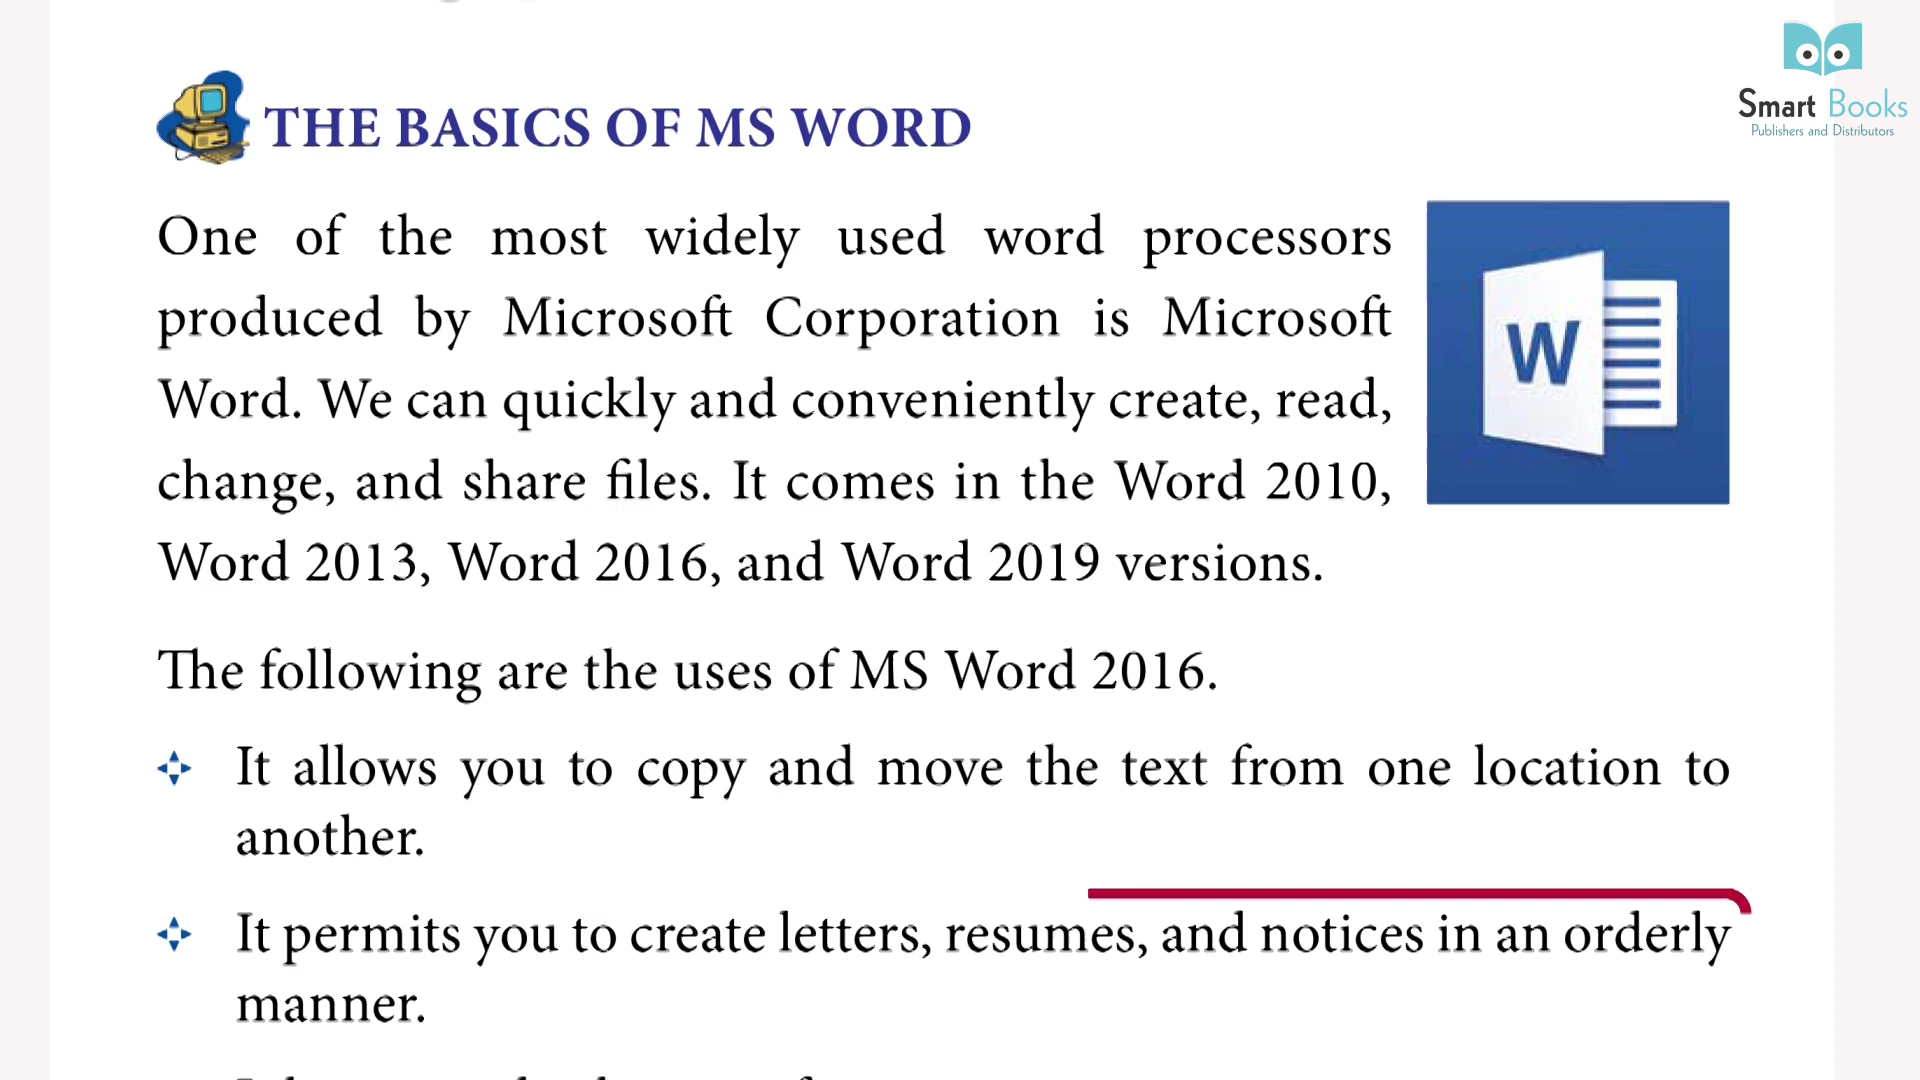 Smart Books
Publishers and Distributors
THE BASICS OF MS WORD
One of the most widely used word processors
produced by Microsoft Corporation is Microsoft
Word. We can quickly and conveniently create, read,
change, and share files. It comes in the Word 2010,
Word 2013, Word 2016, and Word 2019 versions.
W
The following are the uses of MS Word 2016.
It allows you to copy and move the text from one location to
another.
It permits you to create letters, resumes, and notices in an orderly
manner.